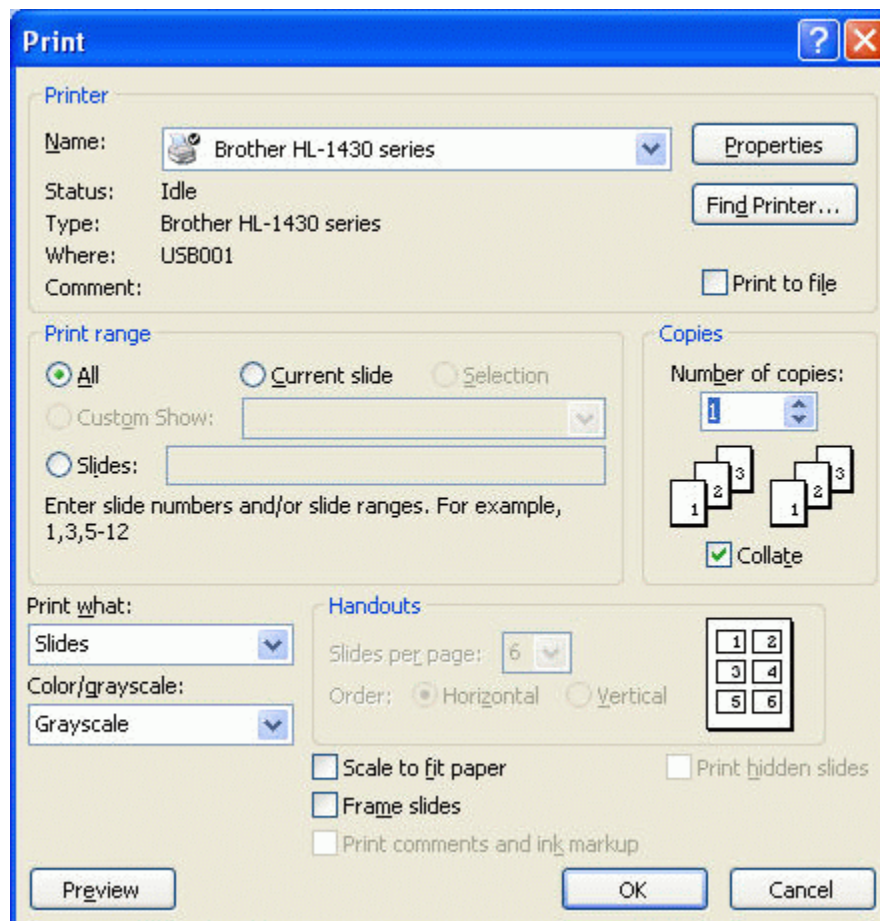 Print
Printer
Name: Brother HL-1430 series Properties
Status: Idle
Find Printer...
Type: Brother HL-1430 series
Where: USB001
Comment: Print to file
Print range Copies
All Current slide Selection Number of copies:
Custom Show: 1
Slides:
Enter slide numbers and/or slide ranges. For example,
1,3,5-12
1 2 3 1 2 3
Collate
Print what: Handouts
Slides Slides per page: 6
Color/grayscale: Order: Horizontal Vertical
Grayscale
1 2
3 4
5 6
Scale to fit paper Print hidden slides
Frame slides
Print comments and ink markup
Preview OK Cancel